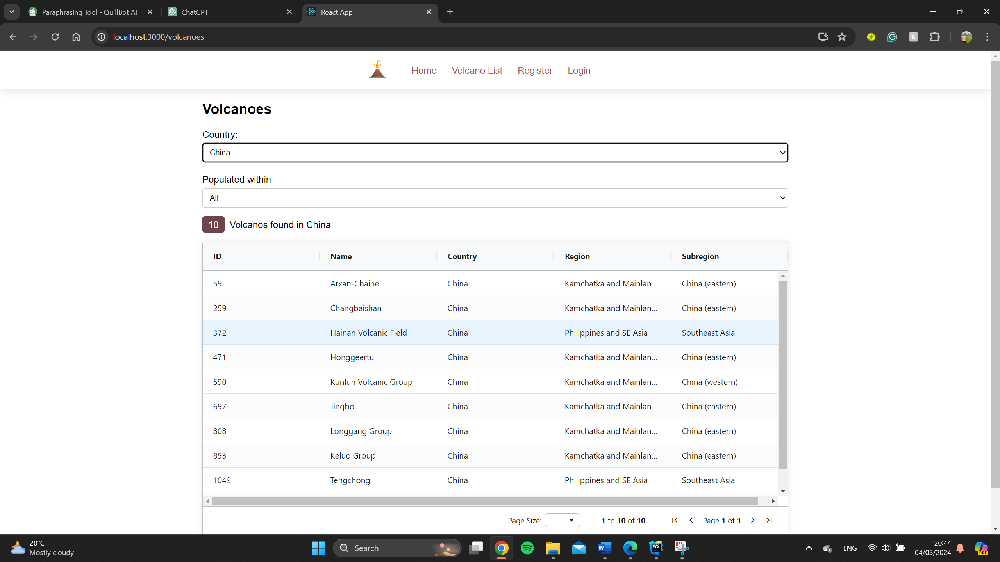 Paraphrasing Tool - QuillBot AI
ChatGPT
React App
localhost:3000/volcanoes
Home Volcano List Register Login
Volcanoes
Country:
China
Populated within
All
10 Volcanos found in China
ID Name Country Region Subregion
59 Arxan-Chaihe China Kamchatka and Mainlan... China (eastern)
259 Changbaishan China Kamchatka and Mainlan... China (eastern)
372 Hainan Volcanic Field China Philippines and SE Asia Southeast Asia
471 Honggeertu China Kamchatka and Mainlan... China (eastern)
590 Kunlun Volcanic Group China Kamchatka and Mainlan... China (western)
697 Jingbo China Kamchatka and Mainlan... China (eastern)
808 Longgang Group China Kamchatka and Mainlan... China (eastern)
853 Keluo Group China Kamchatka and Mainlan... China (eastern)
1049 Tengchong China Philippines and SE Asia Southeast Asia
Page Size: 1 to 10 of 10 Page 1 of 1
20°C
Mostly cloudy
Search
W
WS
ENG
20:44
04/05/2024
PRE